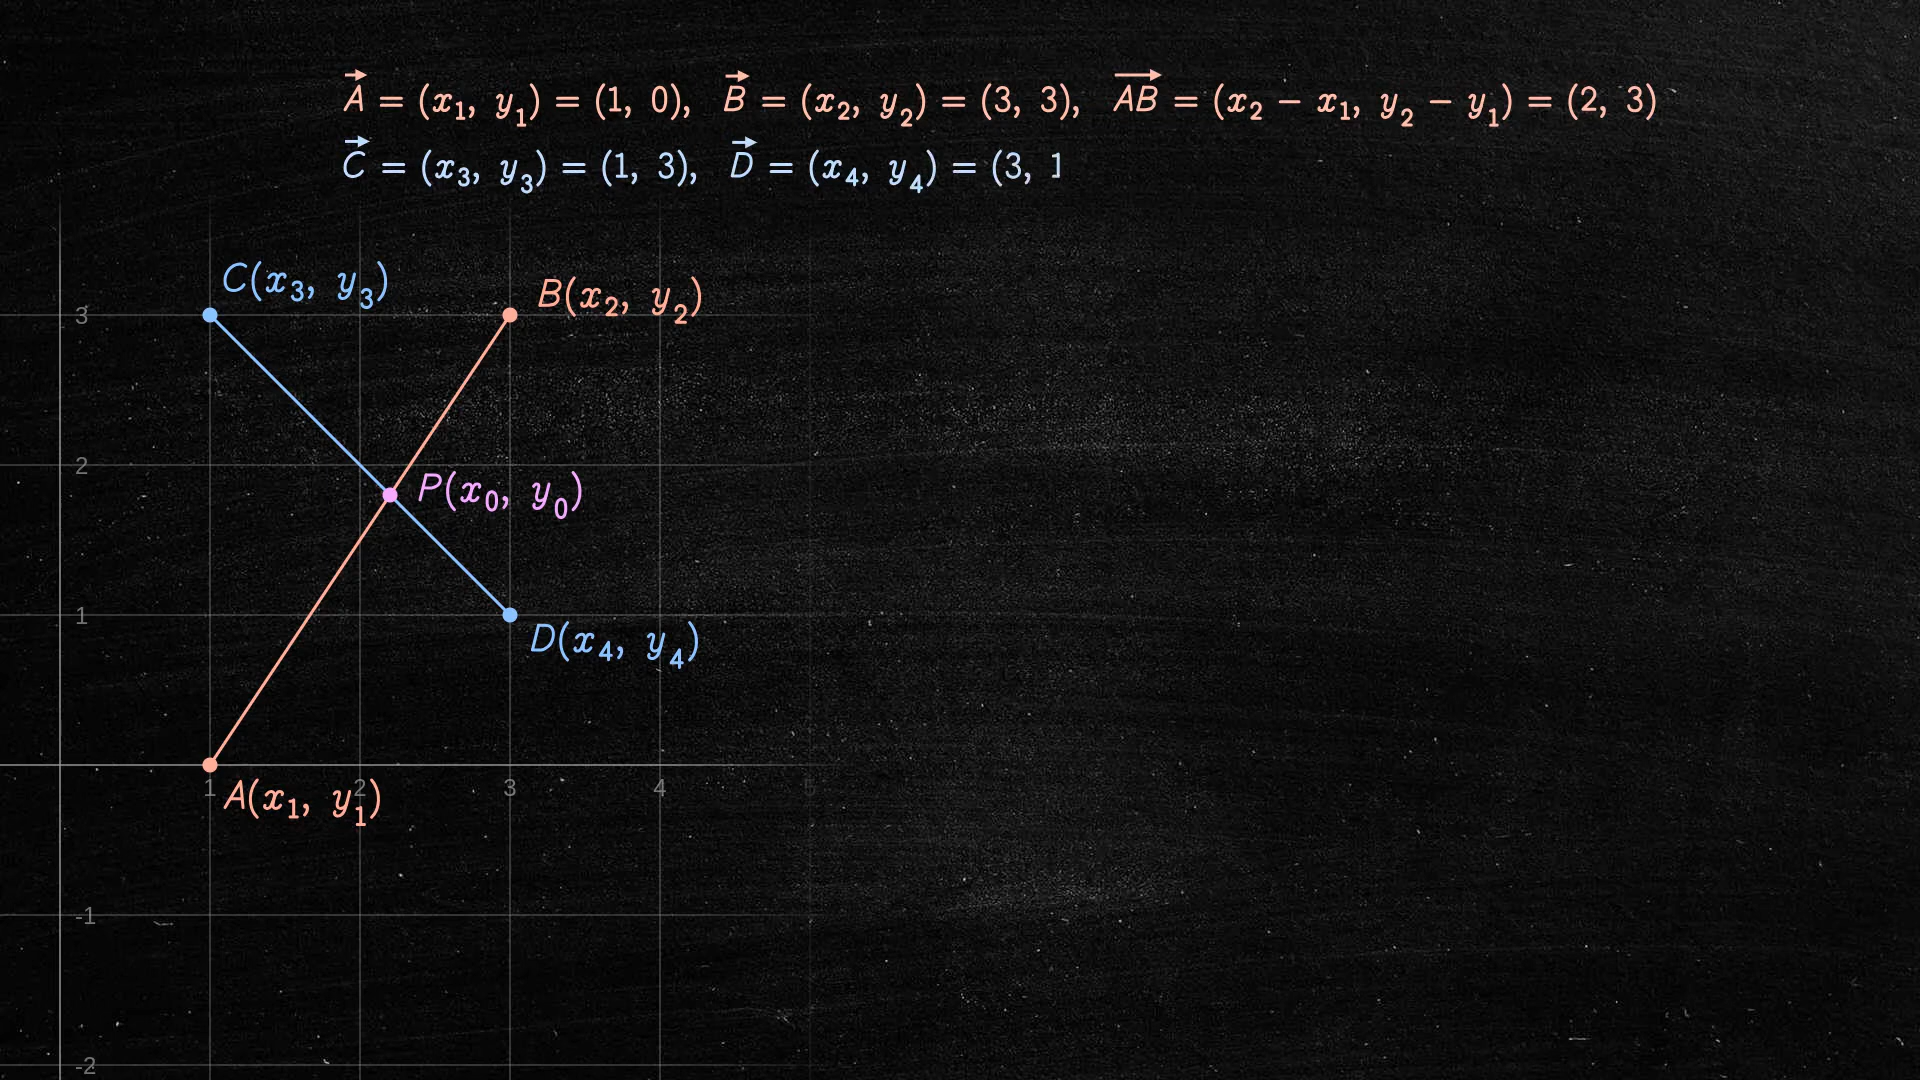 A = (x₁, y₁) = (1, 0), B = (x₂, y₂) = (3, 3), AB = (x₂ − x₁, y₂ − y₁) = (2, 3)
C = (x₃, y₃) = (1, 3), D = (x₄, y₄) = (3, 1
C(x₃, y₃)
B(x₂, y₂)
3
2
P(x₀, y₀)
1
D(x₄, y₄)
1 2 3 4 5
A(x₁, y₁)
-1
-2